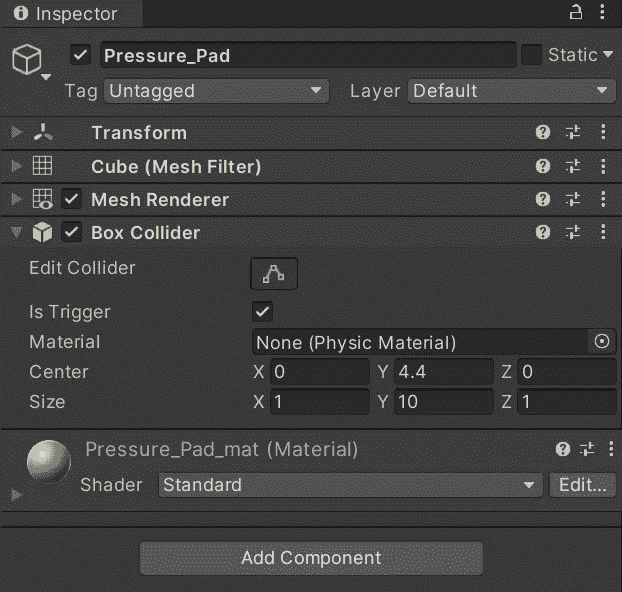 Inspector
Pressure_Pad Static
Tag Untagged Layer Default
Transform
Cube (Mesh Filter)
Mesh Renderer
Box Collider
Edit Collider
Is Trigger
Material None (Physic Material)
Center X 0 Y 4.4 Z 0
Size X 1 Y 10 Z 1
Pressure_Pad_mat (Material)
Shader Standard Edit...
Add Component